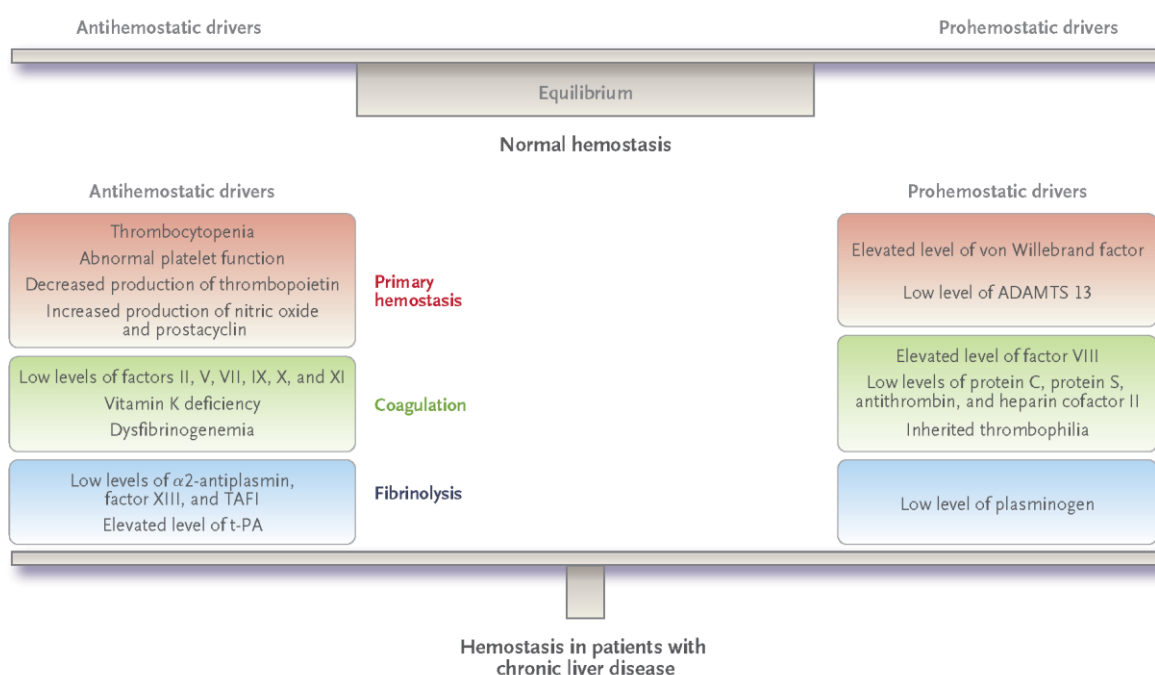 Antihemostatic drivers
Prohemostatic drivers
Equilibrium
Normal hemostasis
Antihemostatic drivers
Prohemostatic drivers
Thrombocytopenia
Abnormal platelet function
Decreased production of thrombopoietin
Increased production of nitric oxide
and prostacyclin
Primary
hemostasis
Elevated level of von Willebrand factor
Low level of ADAMTS 13
Low levels of factors II, V, VII, IX, X, and XI
Vitamin K deficiency
Dysfibrinogenemia
Coagulation
Elevated level of factor VIII
Low levels of protein C, protein S,
antithrombin, and heparin cofactor II
Inherited thrombophilia
Low levels of α2-antiplasmin,
factor XIII, and TAFI
Elevated level of t-PA
Fibrinolysis
Low level of plasminogen
Hemostasis in patients with
chronic liver disease